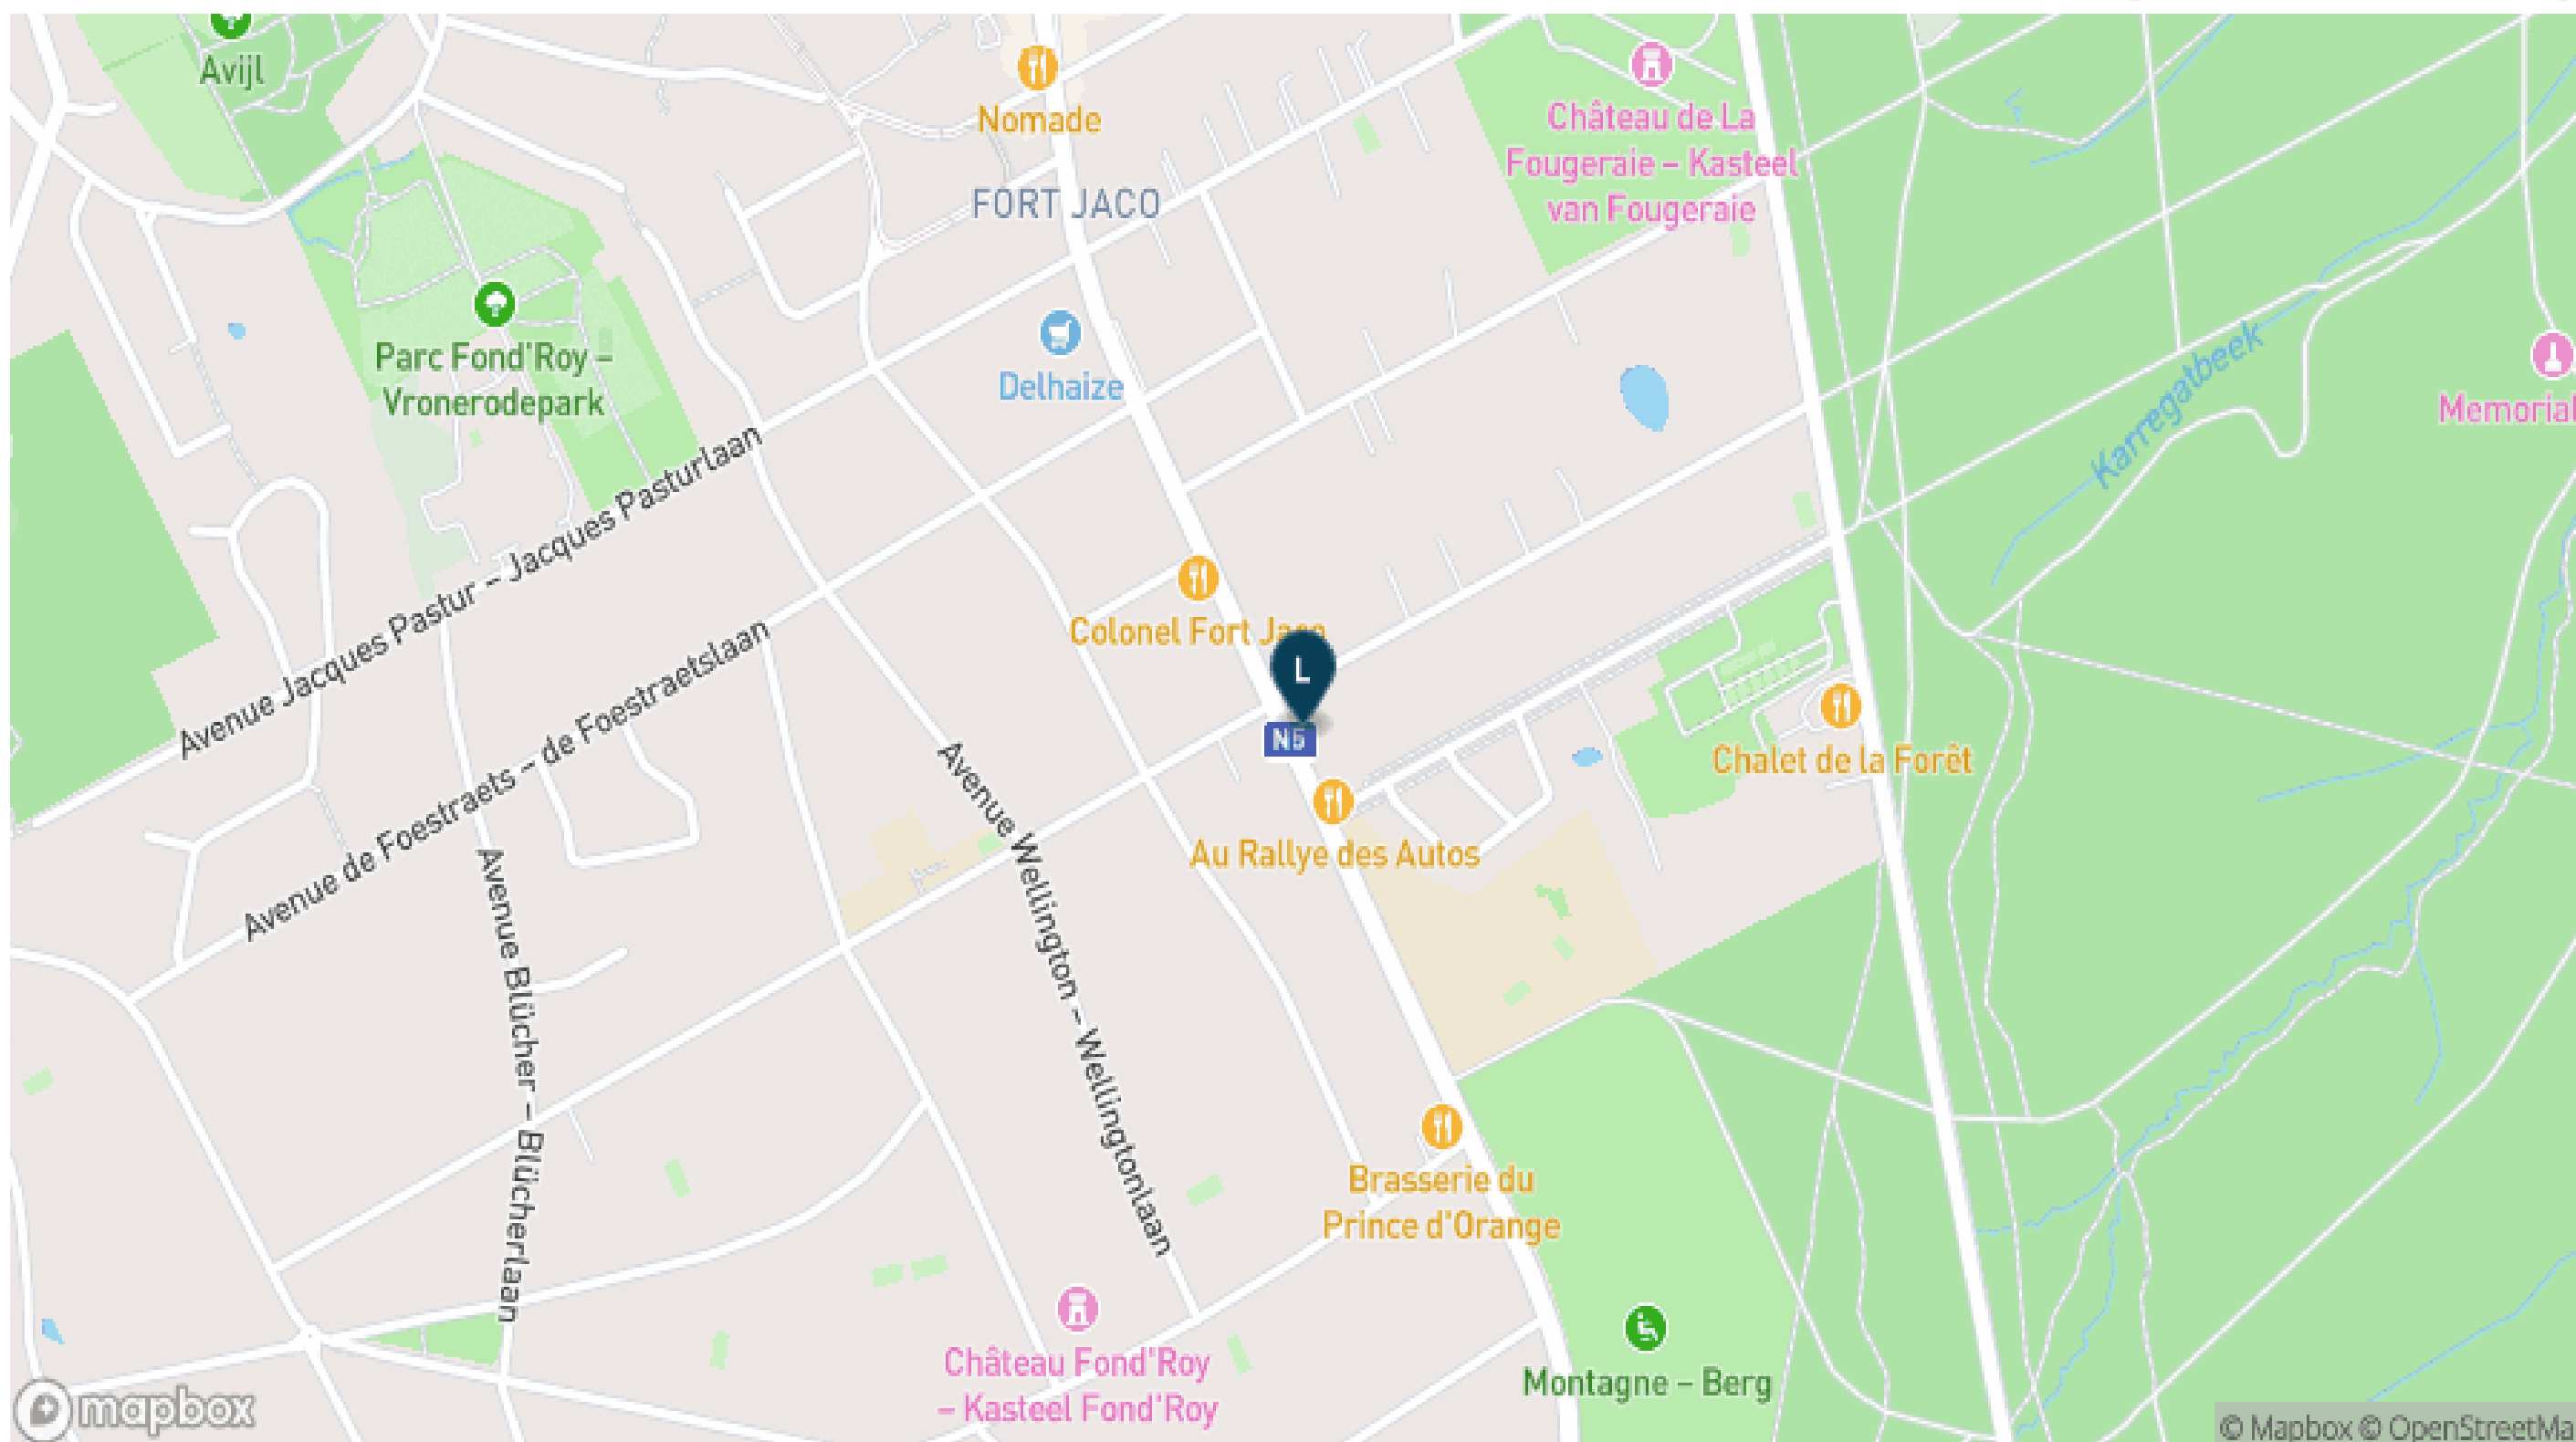 Avijl
Nomade
FORT JACO
Château de La
Fougeraie – Kasteel
van Fougeraie
Parc Fond'Roy –
Vronerodepark
Delhaize
Karregatbeek
Memorial
Avenue Jacques Pastur – Jacques Pasturlaan
Colonel Fort Jaco
L
N5
Avenue de Foestraets – de Foestraetslaan
Chalet de la Forêt
Au Rallye des Autos
Avenue Wellington – Wellingtonlaan
Avenue Blücher – Blücherlaan
Brasserie du
Prince d'Orange
Château Fond'Roy
– Kasteel Fond'Roy
Montagne – Berg
mapbox
© Mapbox © OpenStreetMa